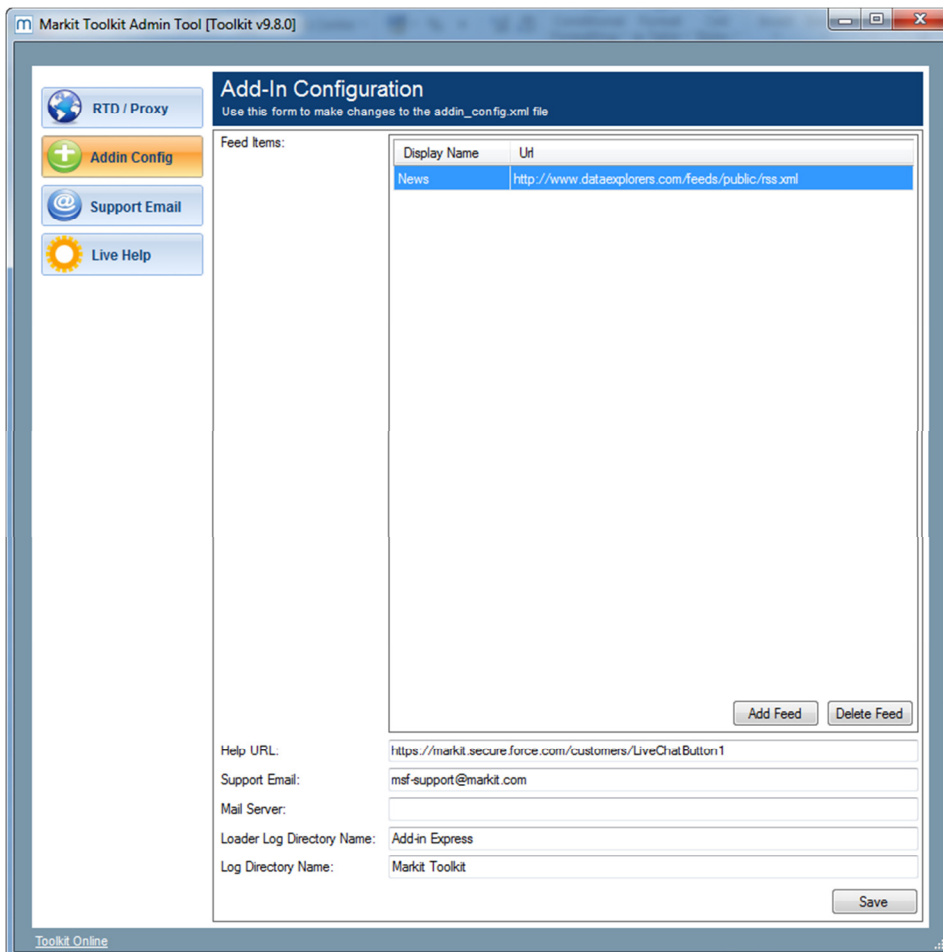 m Markit Toolkit Admin Tool [Toolkit v9.8.0]
RTD / Proxy
Addin Config
Support Email
Live Help
Add-In Configuration
Use this form to make changes to the addin_config.xml file
Feed Items:
Display Name Url
News http://www.dataexplorers.com/feeds/public/rss.xml
Add Feed Delete Feed
Help URL: https://markit.secure.force.com/customers/LiveChatButton1
Support Email: msf-support@markit.com
Mail Server:
Loader Log Directory Name: Add-in Express
Log Directory Name: Markit Toolkit
Save
Toolkit Online